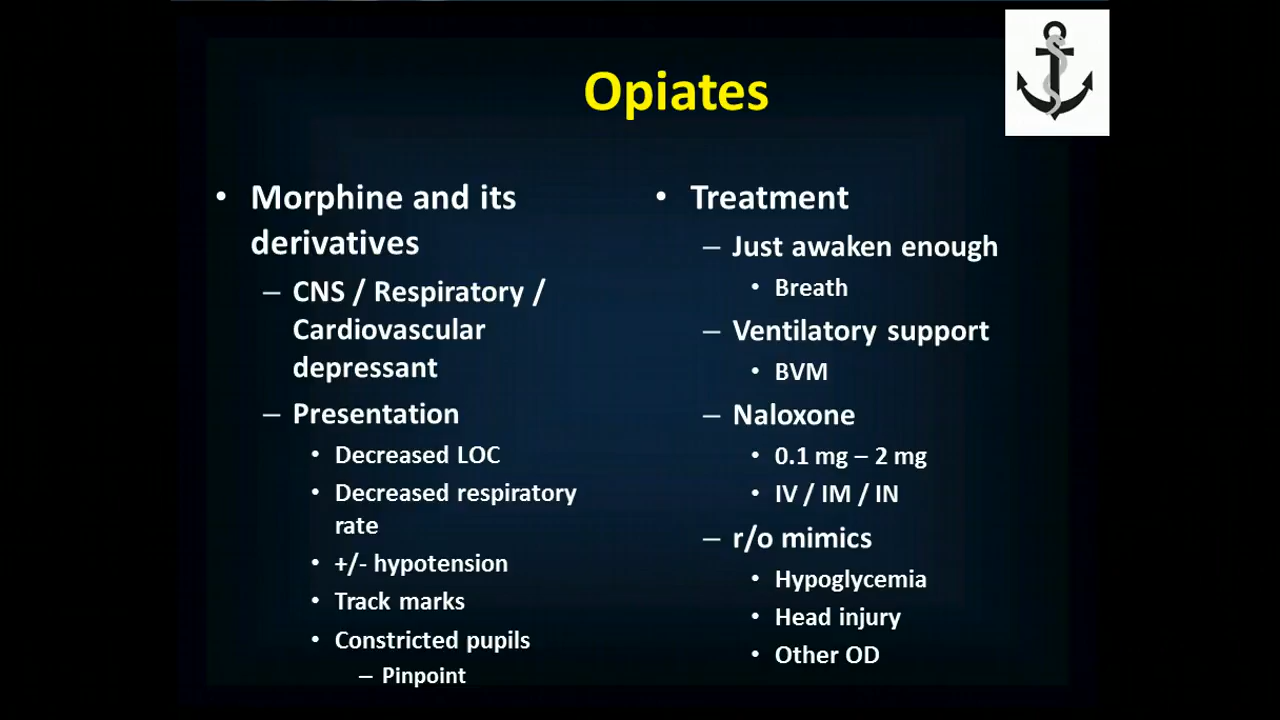 Opiates
• Morphine and its
derivatives
– CNS / Respiratory /
Cardiovascular
depressant
– Presentation
• Decreased LOC
• Decreased respiratory
rate
• +/- hypotension
• Track marks
• Constricted pupils
– Pinpoint
• Treatment
– Just awaken enough
• Breath
– Ventilatory support
• BVM
– Naloxone
• 0.1 mg – 2 mg
• IV / IM / IN
– r/o mimics
• Hypoglycemia
• Head injury
• Other OD